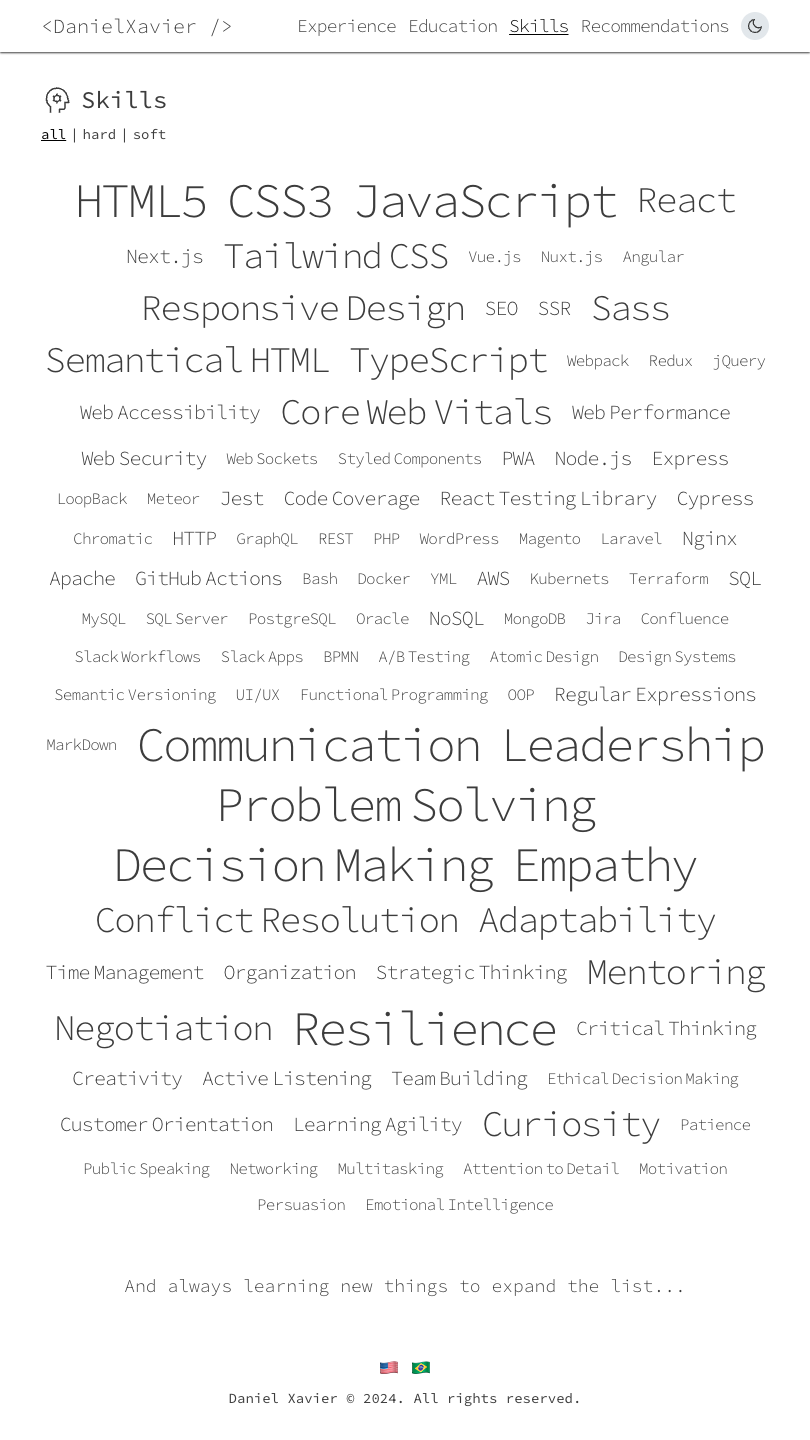 <DanielXavier /> Experience Education Skills Recommendations
Skills
all | hard | soft
HTML5 CSS3 JavaScript React
Next.js Tailwind CSS Vue.js Nuxt.js Angular
Responsive Design SEO SSR Sass
Semantical HTML TypeScript Webpack Redux jQuery
Web Accessibility Core Web Vitals Web Performance
Web Security Web Sockets Styled Components PWA Node.js Express
LoopBack Meteor Jest Code Coverage React Testing Library Cypress
Chromatic HTTP GraphQL REST PHP WordPress Magento Laravel Nginx
Apache GitHub Actions Bash Docker YML AWS Kubernets Terraform SQL
MySQL SQL Server PostgreSQL Oracle NoSQL MongoDB Jira Confluence
Slack Workflows Slack Apps BPMN A/B Testing Atomic Design Design Systems
Semantic Versioning UI/UX Functional Programming OOP Regular Expressions
MarkDown Communication Leadership
Problem Solving
Decision Making Empathy
Conflict Resolution Adaptability
Time Management Organization Strategic Thinking Mentoring
Negotiation Resilience Critical Thinking
Creativity Active Listening Team Building Ethical Decision Making
Customer Orientation Learning Agility Curiosity Patience
Public Speaking Networking Multitasking Attention to Detail Motivation
Persuasion Emotional Intelligence
And always learning new things to expand the list...
Daniel Xavier © 2024. All rights reserved.